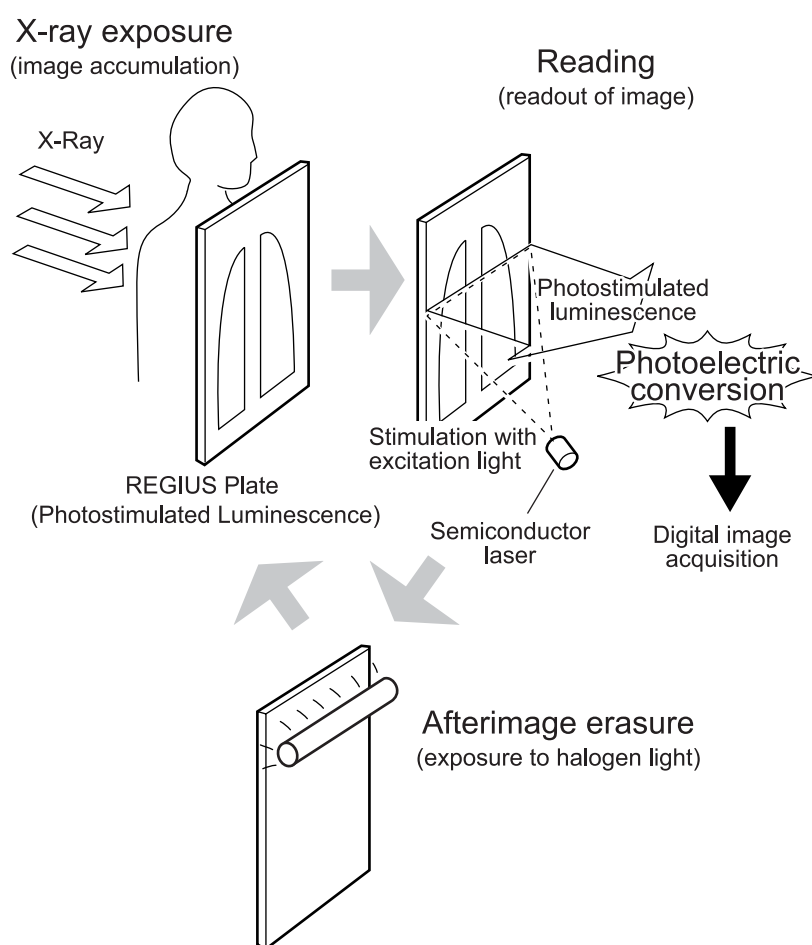 X-ray exposure
(image accumulation)
X-Ray
REGIUS Plate
(Photostimulated Luminescence)
Reading
(readout of image)
Photostimulated
luminescence
Photoelectric
conversion
Stimulation with
excitation light
Semiconductor
laser
Digital image
acquisition
Afterimage erasure
(exposure to halogen light)